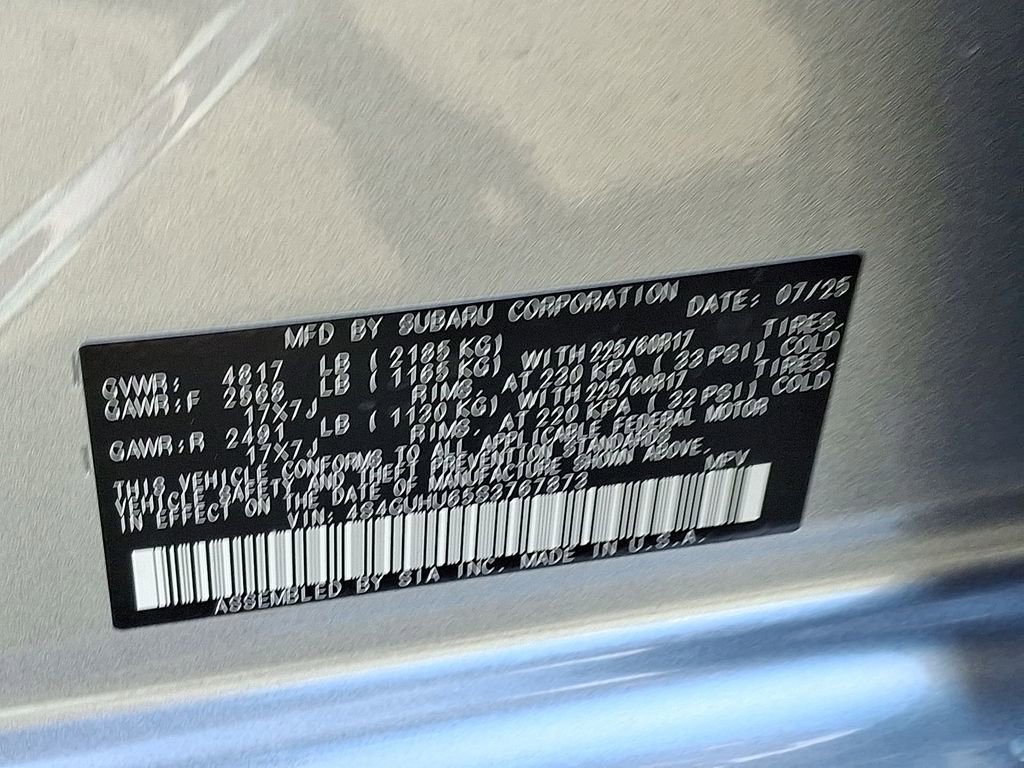 MFD BY SUBARU CORPORATION DATE: 07/25
GVWR: 4817 LB (2185 KG)
GAWR:F 2568 LB (1165 KG) WITH 225/60R17 TIRES,
17X7J RIMS, AT 220 KPA (33 PSI) COLD
GAWR:R 2491 LB (1130 KG) WITH 225/60R17 TIRES,
17X7J RIMS, AT 220 KPA (32 PSI) COLD
THIS VEHICLE CONFORMS TO ALL APPLICABLE FEDERAL MOTOR
VEHICLE SAFETY AND THEFT PREVENTION STANDARDS
IN EFFECT ON THE DATE OF MANUFACTURE SHOWN ABOVE.
VIN: MPV
ASSEMBLED BY SIA INC. MADE IN U.S.A.